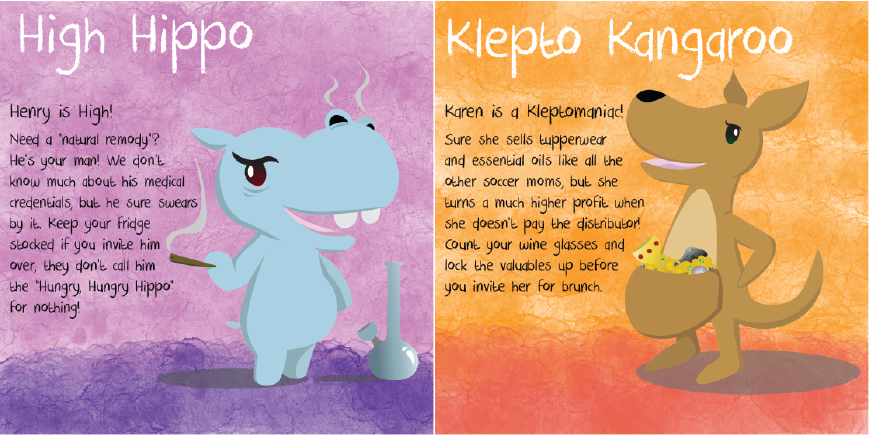 High Hippo
Henry is High!
Need a "natural remody"?
He's your man! We don't
know much about his medical
credentials, but he sure swears
by it. Keep your fridge
stocked if you invite him
over, they don't call him
the "Hungry, Hungry Hippo"
for nothing!
Klepto Kangaroo
Karen is a Kleptomaniac!
Sure she sells tupperwear
and essential oils like all the
other soccer moms, but she
turns a much higher profit when
she doesn't pay the distributor!
Count your wine glasses and
lock the valuables up before
you invite her for brunch.